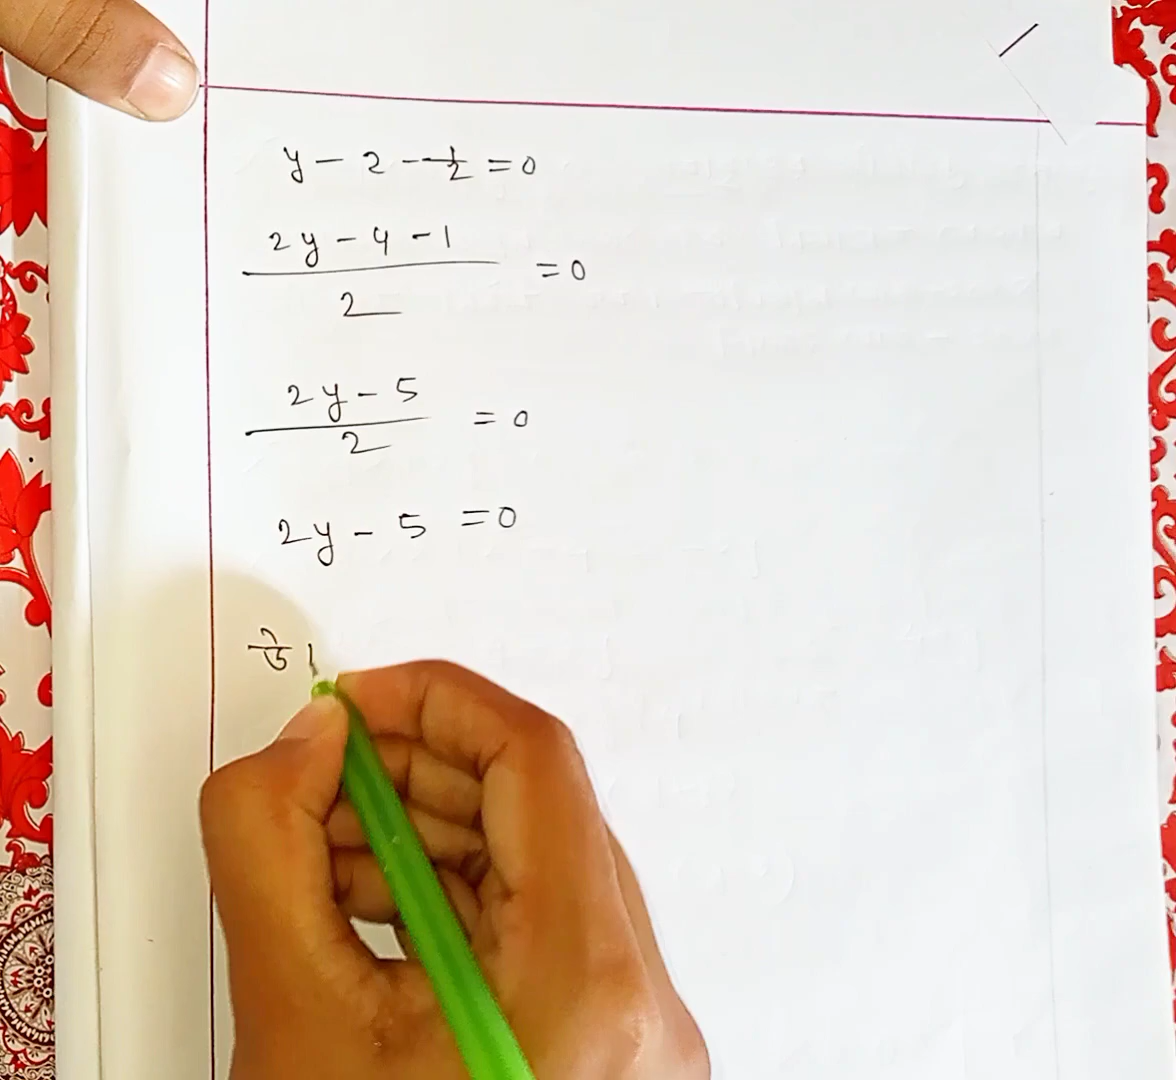 y - 2 - 1/2 = 0
2y - 4 - 1
= 0
2
2y - 5
= 0
2
2y - 5 = 0